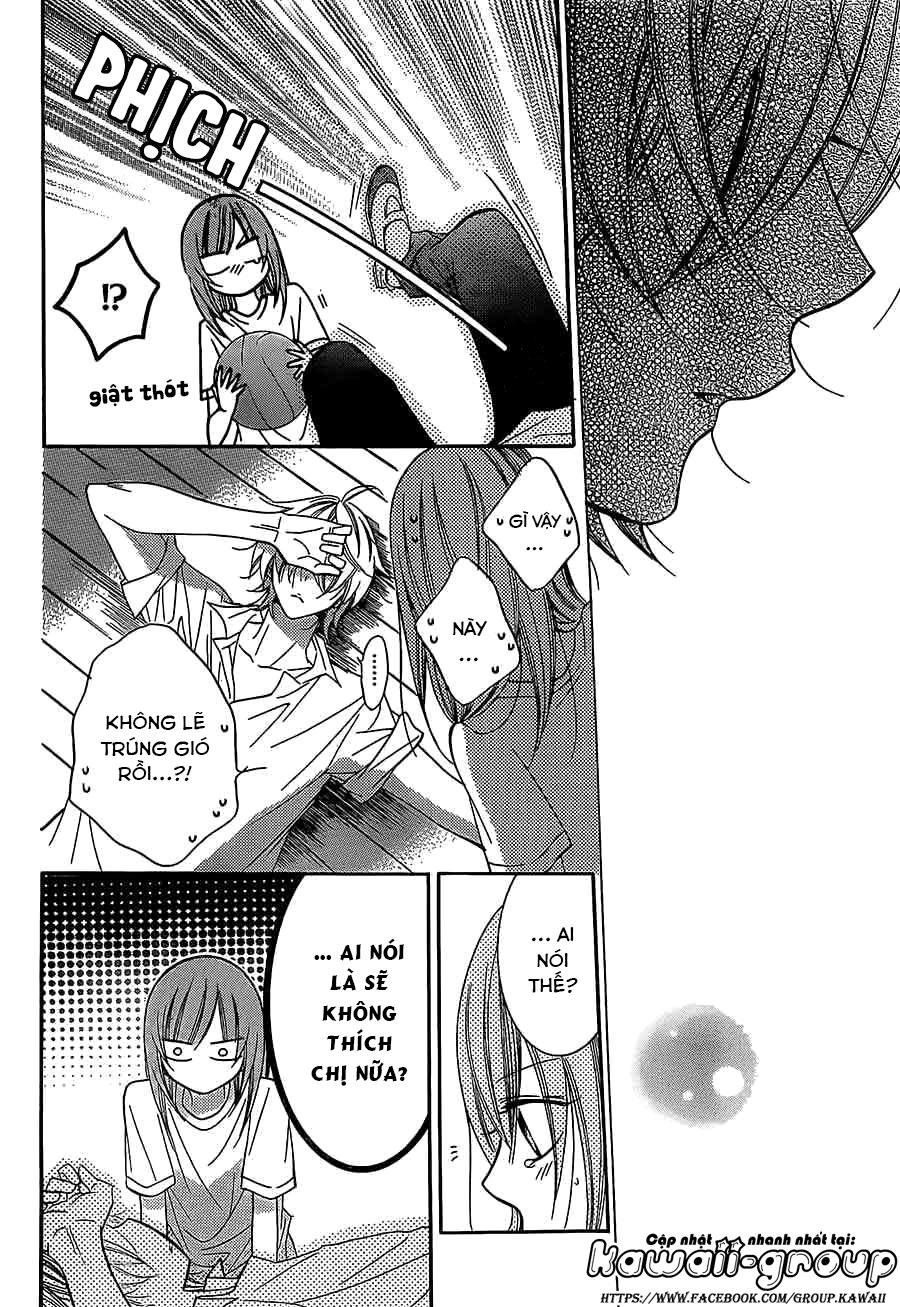 PHỊCH
!?
giật thót
GÌ VẬY
...
NÀY
...
......
KHÔNG LẼ
TRÚNG GIÓ
RỒI...?!
... AI
NÓI
THẾ?
... AI NÓI
LÀ SẼ
KHÔNG
THÍCH
CHỊ NỮA?
Cập nhật nhanh nhất tại:
Kawaii-group
HTTPS://WWW.FACEBOOK.COM/GROUP.KAWAII